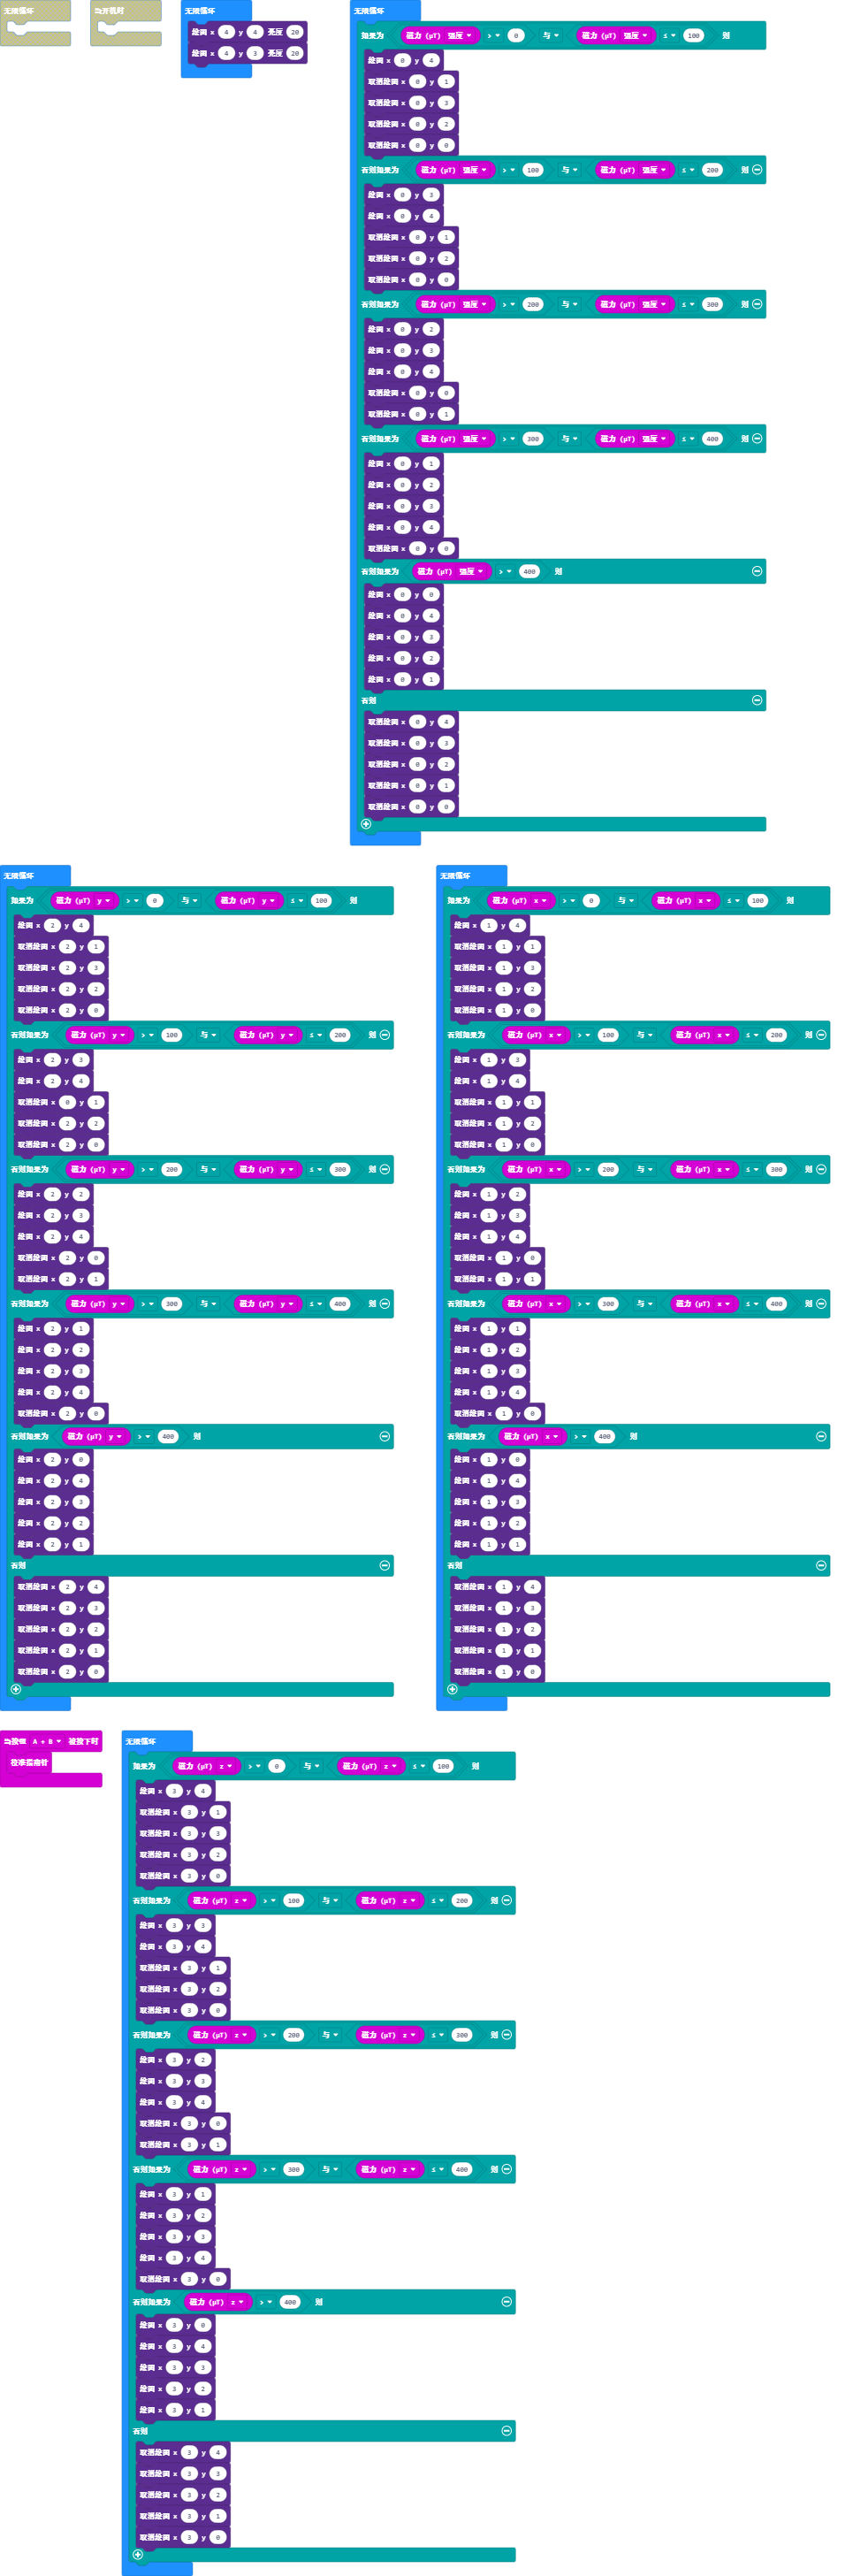 无限循环
当开机时
无限循环
绘图 x 4 y 4 亮度 20
绘图 x 4 y 3 亮度 20
无限循环
如果为 磁力 (µT) 强度 > 0 与 磁力 (µT) 强度 ≤ 100 则
绘图 x 0 y 4
取消绘图 x 0 y 1
取消绘图 x 0 y 3
取消绘图 x 0 y 2
取消绘图 x 0 y 0
否则如果为 磁力 (µT) 强度 > 100 与 磁力 (µT) 强度 ≤ 200 则
绘图 x 0 y 3
绘图 x 0 y 4
取消绘图 x 0 y 1
取消绘图 x 0 y 2
取消绘图 x 0 y 0
否则如果为 磁力 (µT) 强度 > 200 与 磁力 (µT) 强度 ≤ 300 则
绘图 x 0 y 2
绘图 x 0 y 3
绘图 x 0 y 4
取消绘图 x 0 y 0
取消绘图 x 0 y 1
否则如果为 磁力 (µT) 强度 > 300 与 磁力 (µT) 强度 ≤ 400 则
绘图 x 0 y 1
绘图 x 0 y 2
绘图 x 0 y 3
绘图 x 0 y 4
取消绘图 x 0 y 0
否则如果为 磁力 (µT) 强度 > 400 则
绘图 x 0 y 0
绘图 x 0 y 4
绘图 x 0 y 3
绘图 x 0 y 2
绘图 x 0 y 1
否则
取消绘图 x 0 y 4
取消绘图 x 0 y 3
取消绘图 x 0 y 2
取消绘图 x 0 y 1
取消绘图 x 0 y 0
无限循环
如果为 磁力 (µT) y > 0 与 磁力 (µT) y ≤ 100 则
绘图 x 2 y 4
取消绘图 x 2 y 1
取消绘图 x 2 y 3
取消绘图 x 2 y 2
取消绘图 x 2 y 0
否则如果为 磁力 (µT) y > 100 与 磁力 (µT) y ≤ 200 则
绘图 x 2 y 3
绘图 x 2 y 4
取消绘图 x 0 y 1
取消绘图 x 2 y 2
取消绘图 x 2 y 0
否则如果为 磁力 (µT) y > 200 与 磁力 (µT) y ≤ 300 则
绘图 x 2 y 2
绘图 x 2 y 3
绘图 x 2 y 4
取消绘图 x 2 y 0
取消绘图 x 2 y 1
否则如果为 磁力 (µT) y > 300 与 磁力 (µT) y ≤ 400 则
绘图 x 2 y 1
绘图 x 2 y 2
绘图 x 2 y 3
绘图 x 2 y 4
取消绘图 x 2 y 0
否则如果为 磁力 (µT) y > 400 则
绘图 x 2 y 0
绘图 x 2 y 4
绘图 x 2 y 3
绘图 x 2 y 2
绘图 x 2 y 1
否则
取消绘图 x 2 y 4
取消绘图 x 2 y 3
取消绘图 x 2 y 2
取消绘图 x 2 y 1
取消绘图 x 2 y 0
无限循环
如果为 磁力 (µT) x > 0 与 磁力 (µT) x ≤ 100 则
绘图 x 1 y 4
取消绘图 x 1 y 1
取消绘图 x 1 y 3
取消绘图 x 1 y 2
取消绘图 x 1 y 0
否则如果为 磁力 (µT) x > 100 与 磁力 (µT) x ≤ 200 则
绘图 x 1 y 3
绘图 x 1 y 4
取消绘图 x 1 y 1
取消绘图 x 1 y 2
取消绘图 x 1 y 0
否则如果为 磁力 (µT) x > 200 与 磁力 (µT) x ≤ 300 则
绘图 x 1 y 2
绘图 x 1 y 3
绘图 x 1 y 4
取消绘图 x 1 y 0
取消绘图 x 1 y 1
否则如果为 磁力 (µT) x > 300 与 磁力 (µT) x ≤ 400 则
绘图 x 1 y 1
绘图 x 1 y 2
绘图 x 1 y 3
绘图 x 1 y 4
取消绘图 x 1 y 0
否则如果为 磁力 (µT) x > 400 则
绘图 x 1 y 0
绘图 x 1 y 4
绘图 x 1 y 3
绘图 x 1 y 2
绘图 x 1 y 1
否则
取消绘图 x 1 y 4
取消绘图 x 1 y 3
取消绘图 x 1 y 2
取消绘图 x 1 y 1
取消绘图 x 1 y 0
当按钮 A + B 被按下时
校准指南针
无限循环
如果为 磁力 (µT) z > 0 与 磁力 (µT) z ≤ 100 则
绘图 x 3 y 4
取消绘图 x 3 y 1
取消绘图 x 3 y 3
取消绘图 x 3 y 2
取消绘图 x 3 y 0
否则如果为 磁力 (µT) z > 100 与 磁力 (µT) z ≤ 200 则
绘图 x 3 y 3
绘图 x 3 y 4
取消绘图 x 3 y 1
取消绘图 x 3 y 2
取消绘图 x 3 y 0
否则如果为 磁力 (µT) z > 200 与 磁力 (µT) z ≤ 300 则
绘图 x 3 y 2
绘图 x 3 y 3
绘图 x 3 y 4
取消绘图 x 3 y 0
取消绘图 x 3 y 1
否则如果为 磁力 (µT) z > 300 与 磁力 (µT) z ≤ 400 则
绘图 x 3 y 1
绘图 x 3 y 2
绘图 x 3 y 3
绘图 x 3 y 4
取消绘图 x 3 y 0
否则如果为 磁力 (µT) z > 400 则
绘图 x 3 y 0
绘图 x 3 y 4
绘图 x 3 y 3
绘图 x 3 y 2
绘图 x 3 y 1
否则
取消绘图 x 3 y 4
取消绘图 x 3 y 3
取消绘图 x 3 y 2
取消绘图 x 3 y 1
取消绘图 x 3 y 0